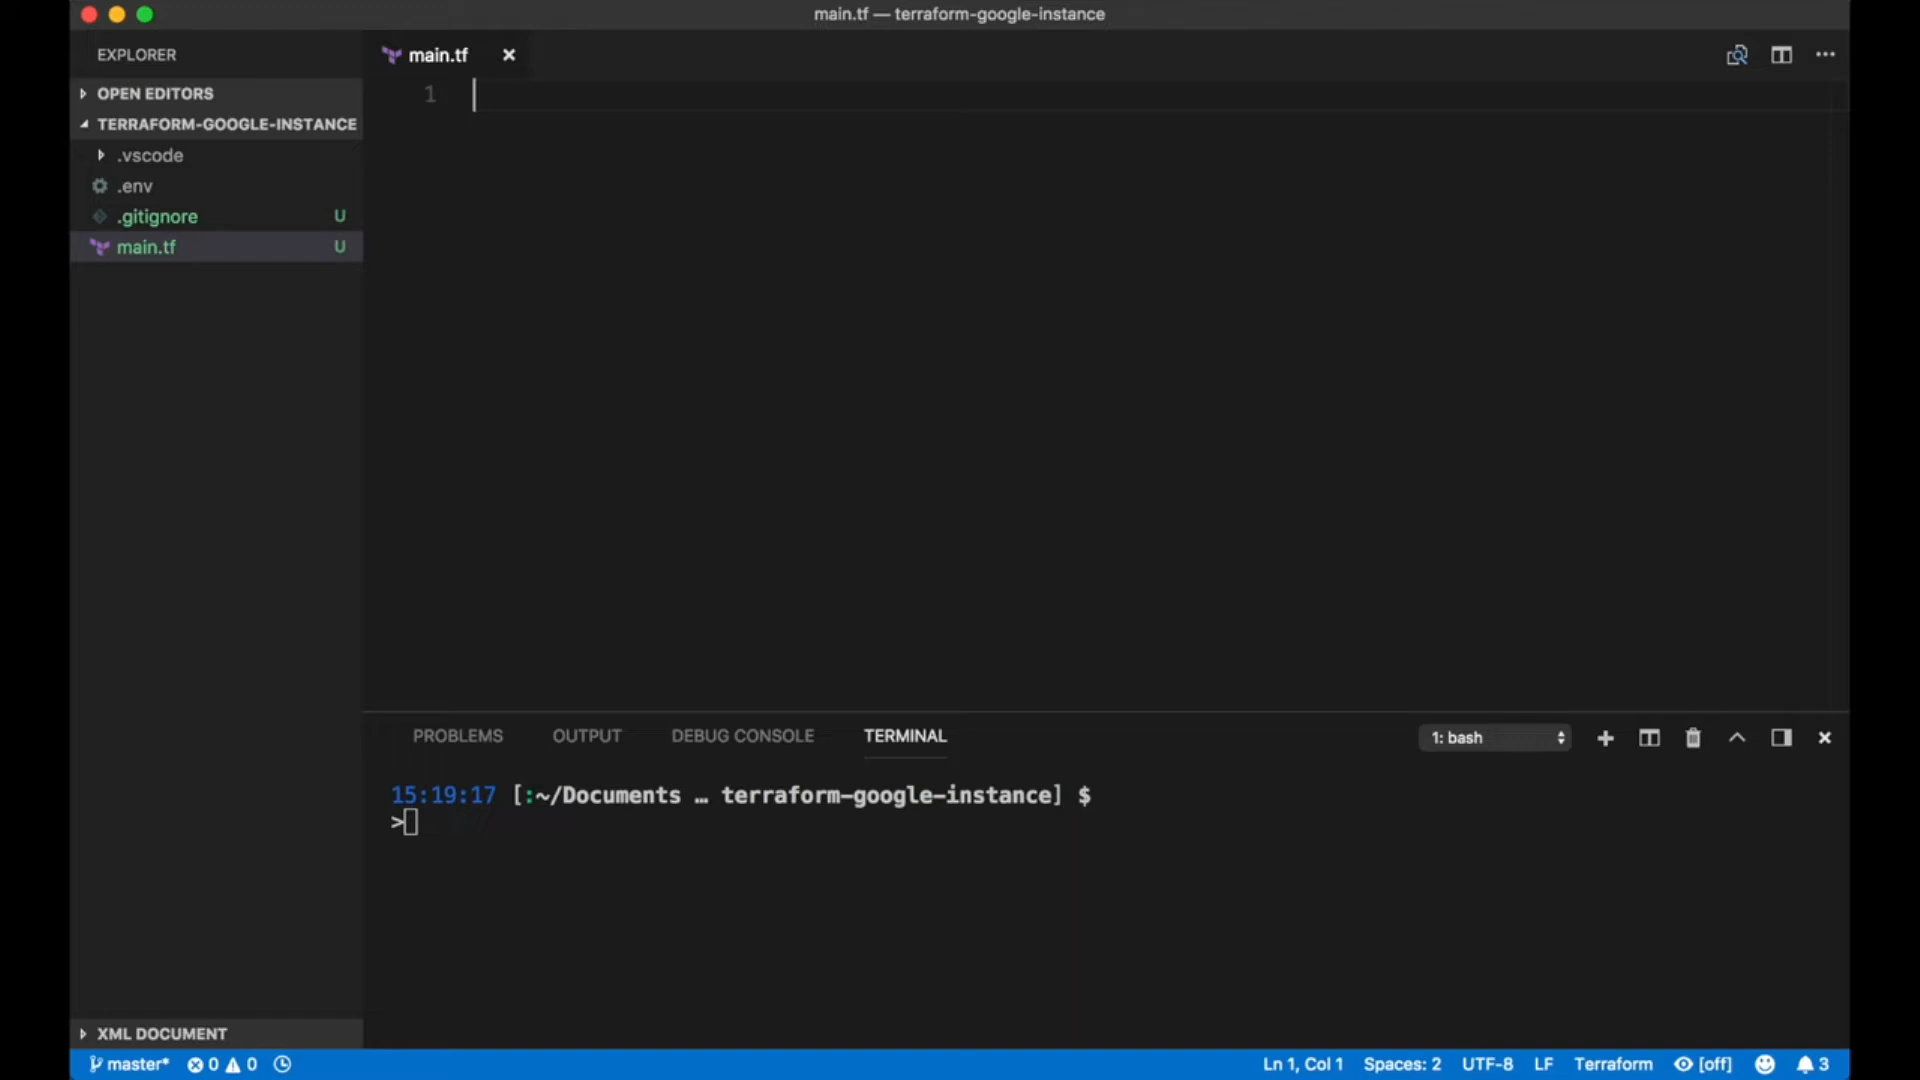 main.tf — terraform-google-instance
EXPLORER
OPEN EDITORS
TERRAFORM-GOOGLE-INSTANCE
.vscode
.env
.gitignore U
main.tf U
XML DOCUMENT
main.tf
1
PROBLEMS OUTPUT DEBUG CONSOLE TERMINAL
1: bash
15:19:17 [:~/Documents … terraform-google-instance] $
>
master* 0 0
Ln 1, Col 1 Spaces: 2 UTF-8 LF Terraform [off] 3